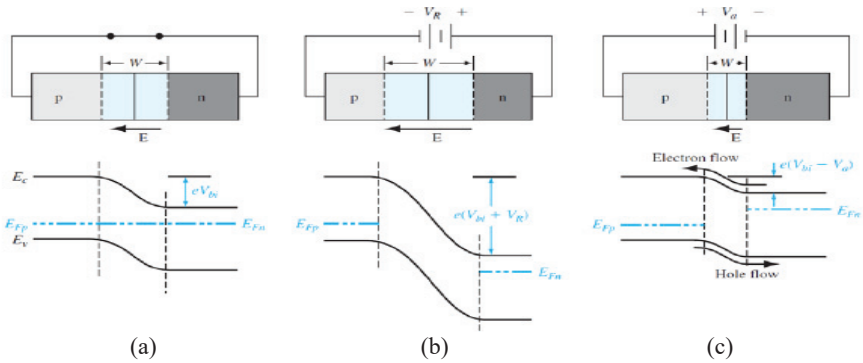 − V_R +
+ V_a −
W
W
W
p n
p n
p n
E
E
E
E_c
eV_bi
E_Fp
E_Fn
E_v
e(V_bi + V_R)
E_Fp
E_Fn
Electron flow
e(V_bi − V_a)
E_Fp
E_Fn
Hole flow
(a) (b) (c)